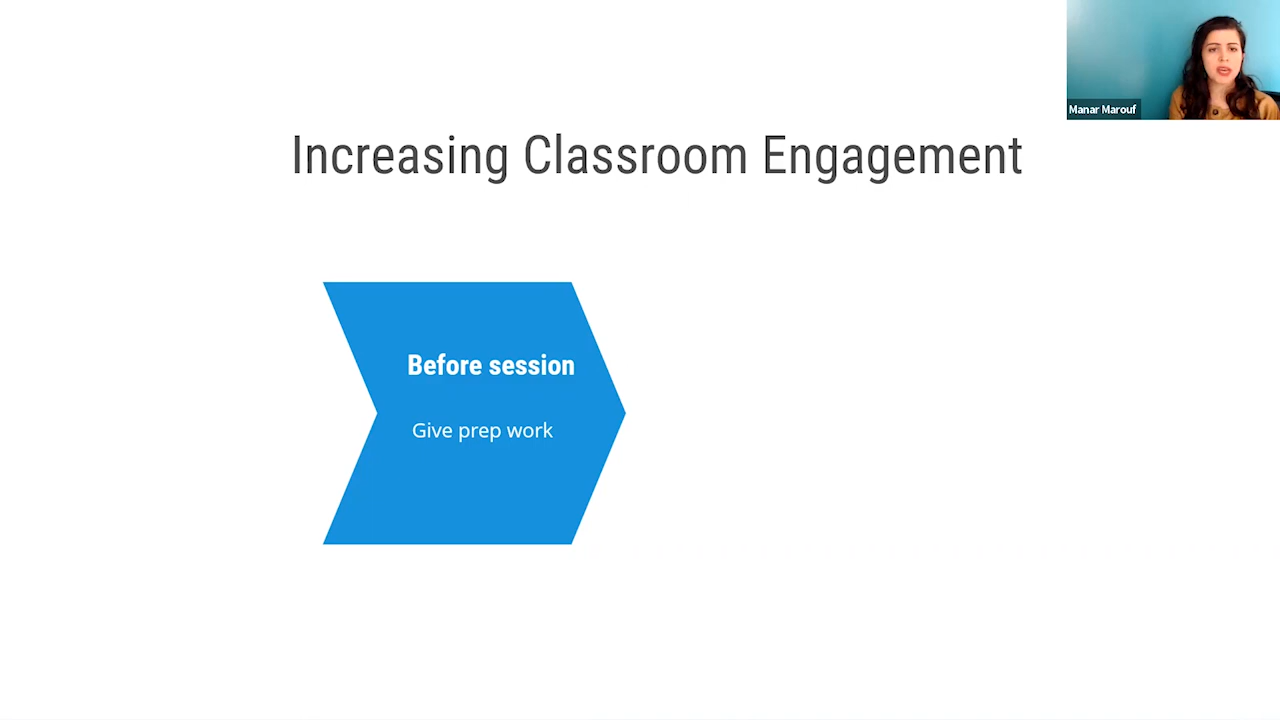 Manar Marouf
Increasing Classroom Engagement
Before session
Give prep work